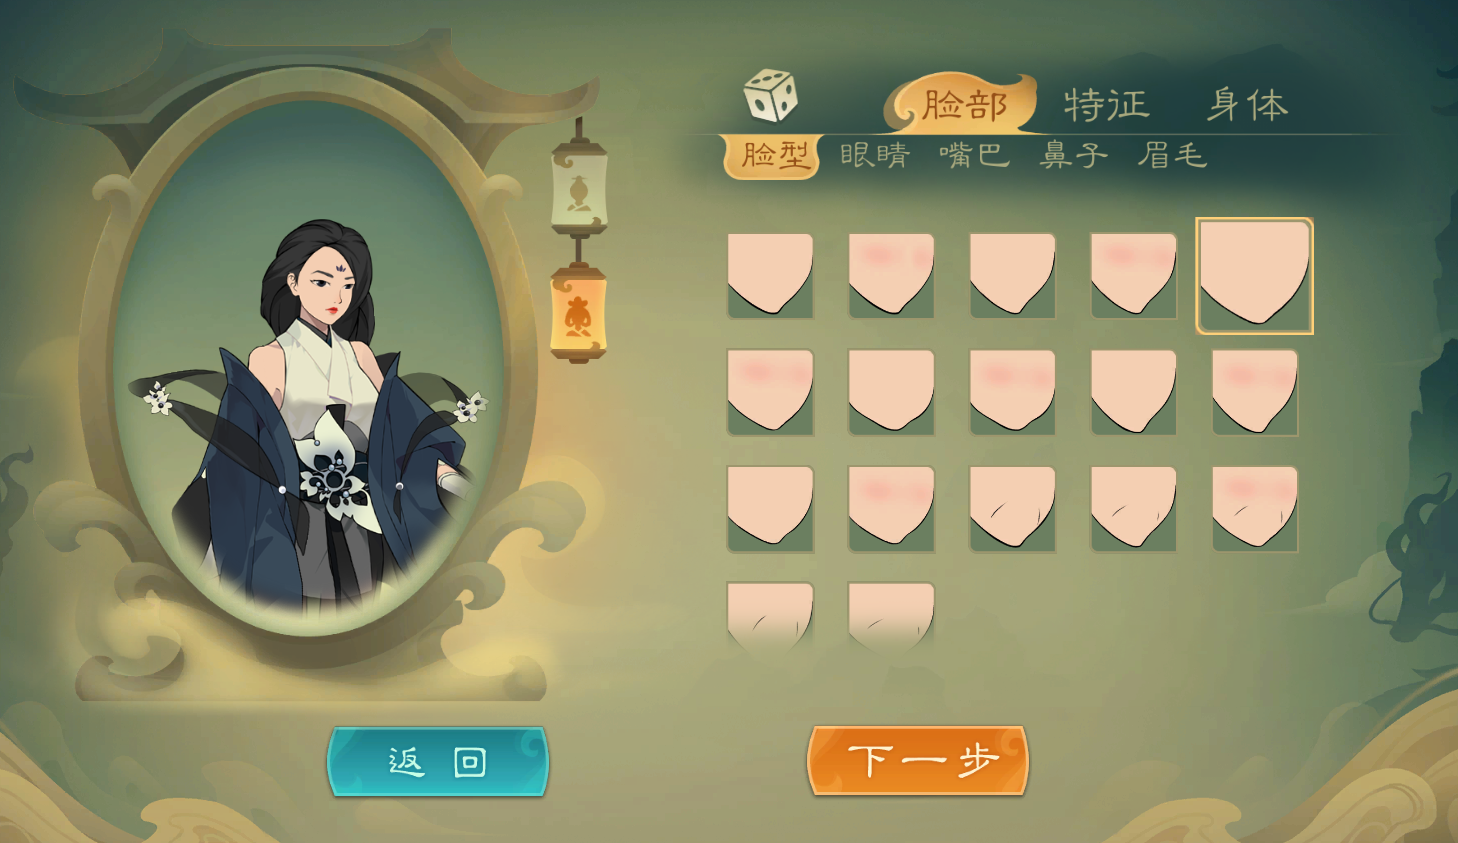 脸部 特征 身体
脸型 眼睛 嘴巴 鼻子 眉毛
返回 下一步